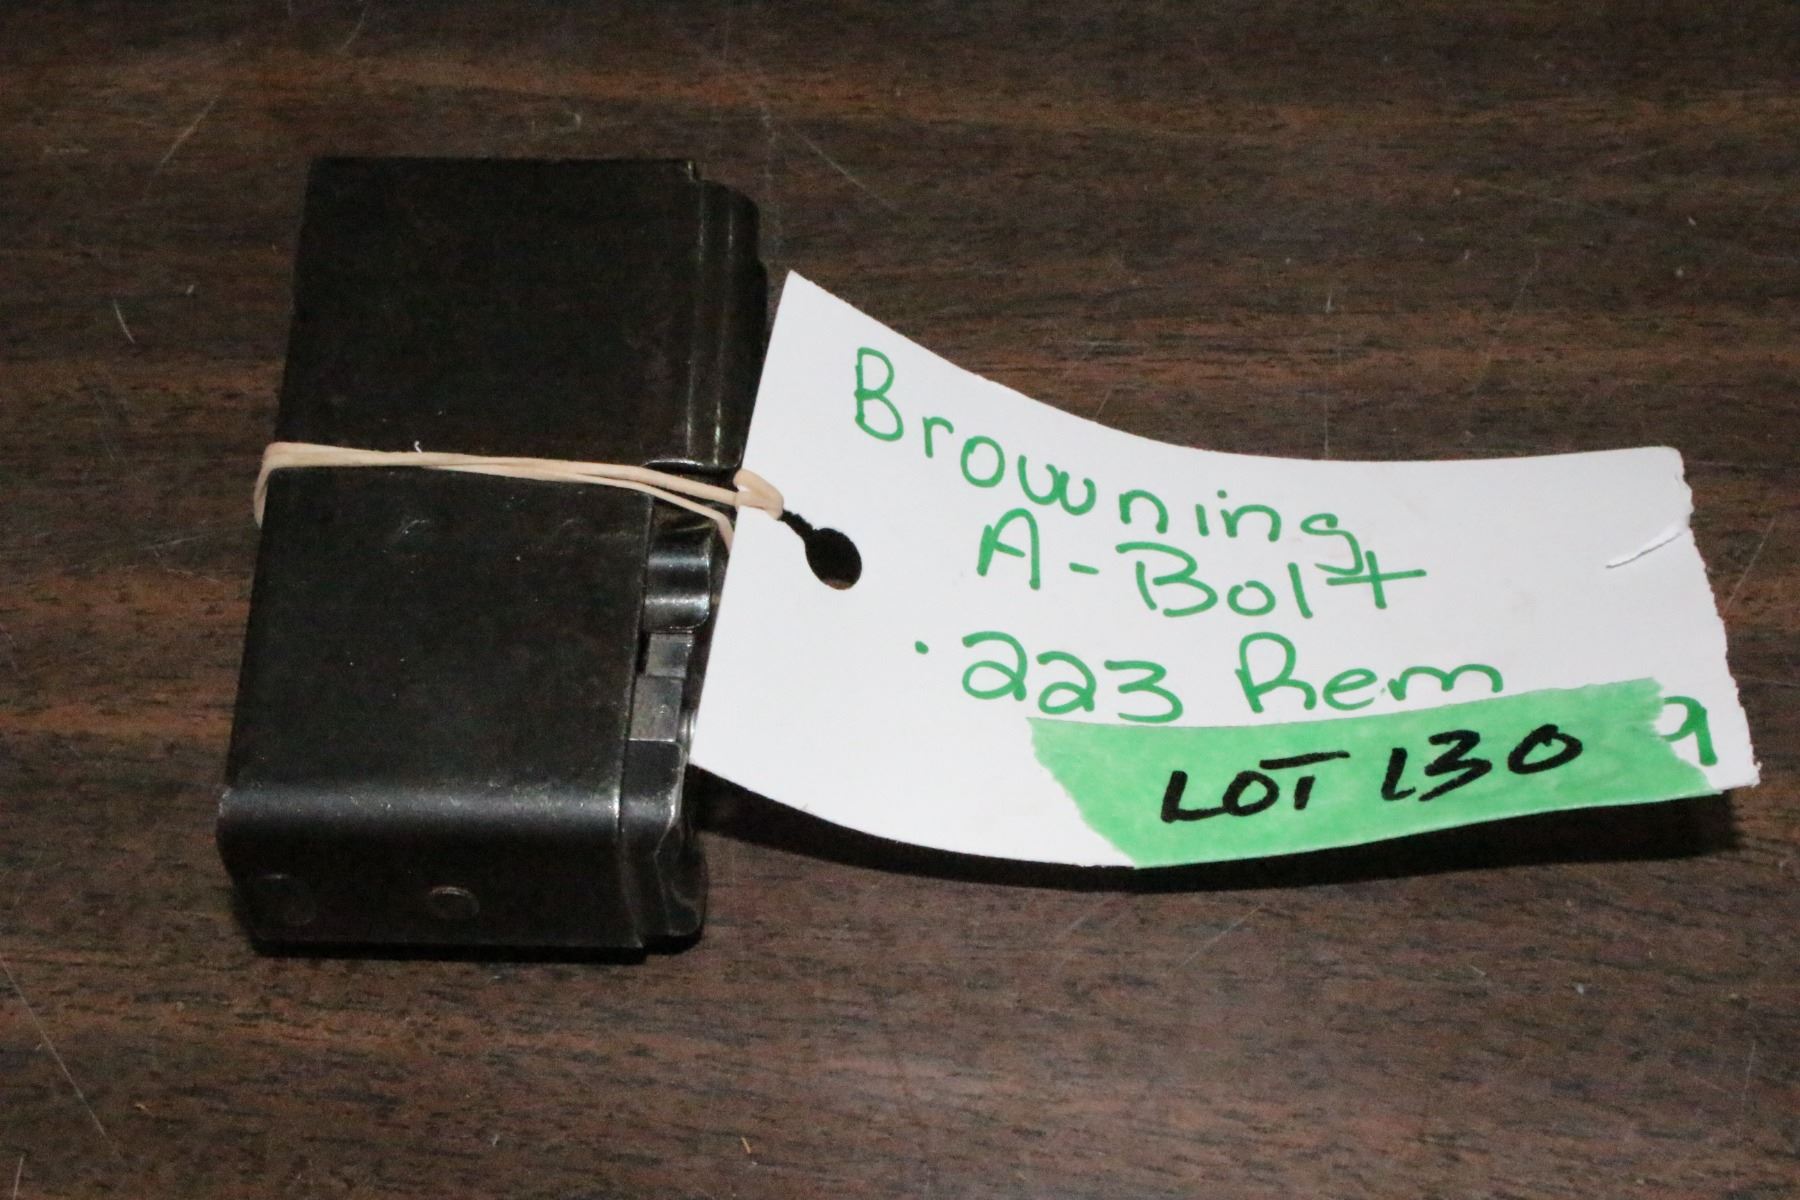 Browning
A-Bolt
.223 Rem
LOT 130